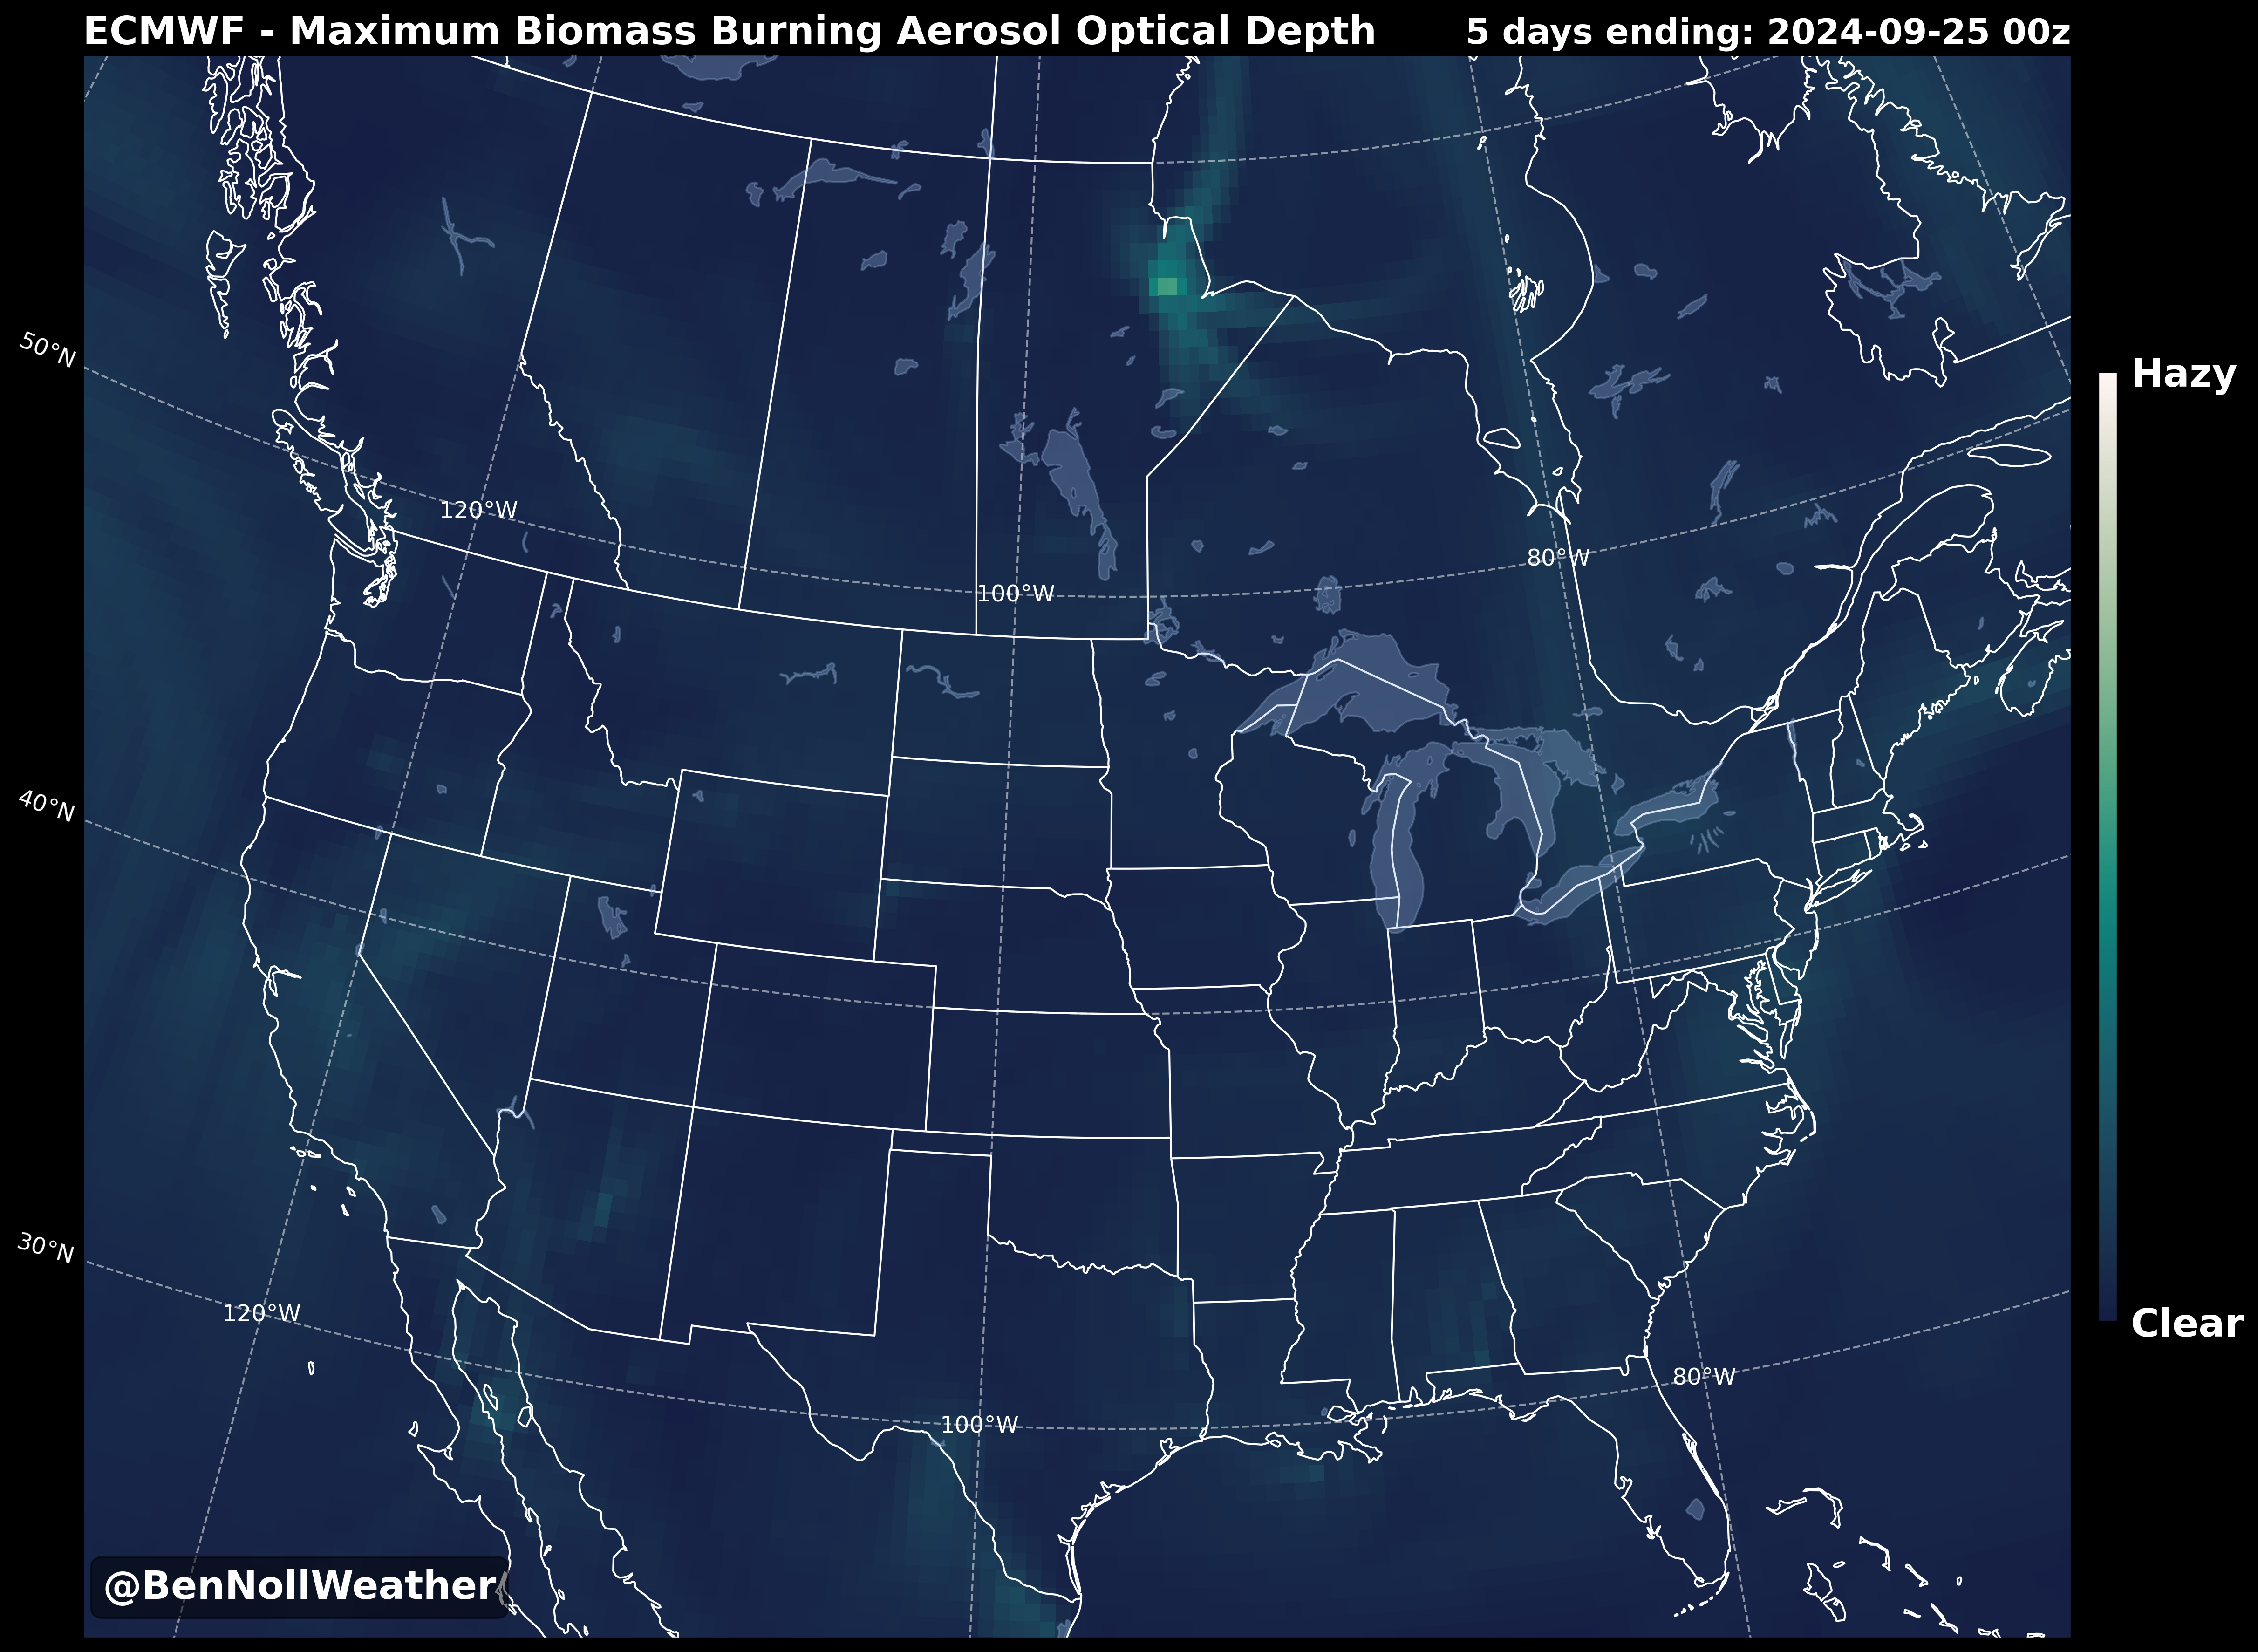 ECMWF - Maximum Biomass Burning Aerosol Optical Depth
5 days ending: 2024-09-25 00z
50°N
Hazy
120°W
80°W
100°W
40°N
30°N
120°W
Clear
80°W
100°W
@BenNollWeather